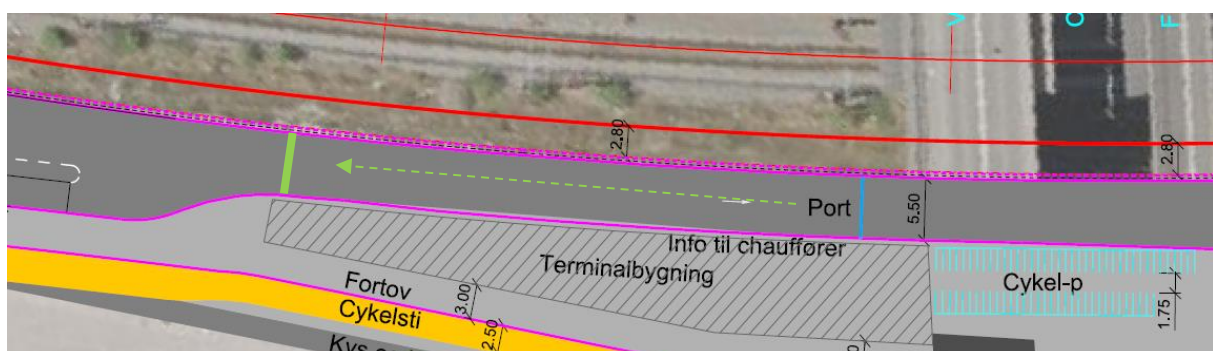 V
O
F
2.80
2.80
Port
5.50
Info til chauffører
Terminalbygning
Cykel-p
Fortov
3.00
1.75
Cykelsti
2.50